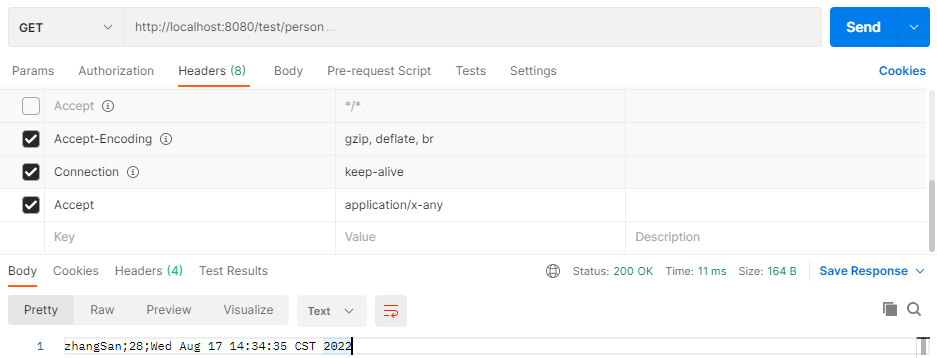 GET http://localhost:8080/test/person ... Send
Params Authorization Headers (8) Body Pre-request Script Tests Settings Cookies
Accept */*
Accept-Encoding gzip, deflate, br
Connection keep-alive
Accept application/x-any
Key Value Description
Body Cookies Headers (4) Test Results Status: 200 OK Time: 11 ms Size: 164 B Save Response
Pretty Raw Preview Visualize Text
1 zhangSan;28;Wed Aug 17 14:34:35 CST 2022